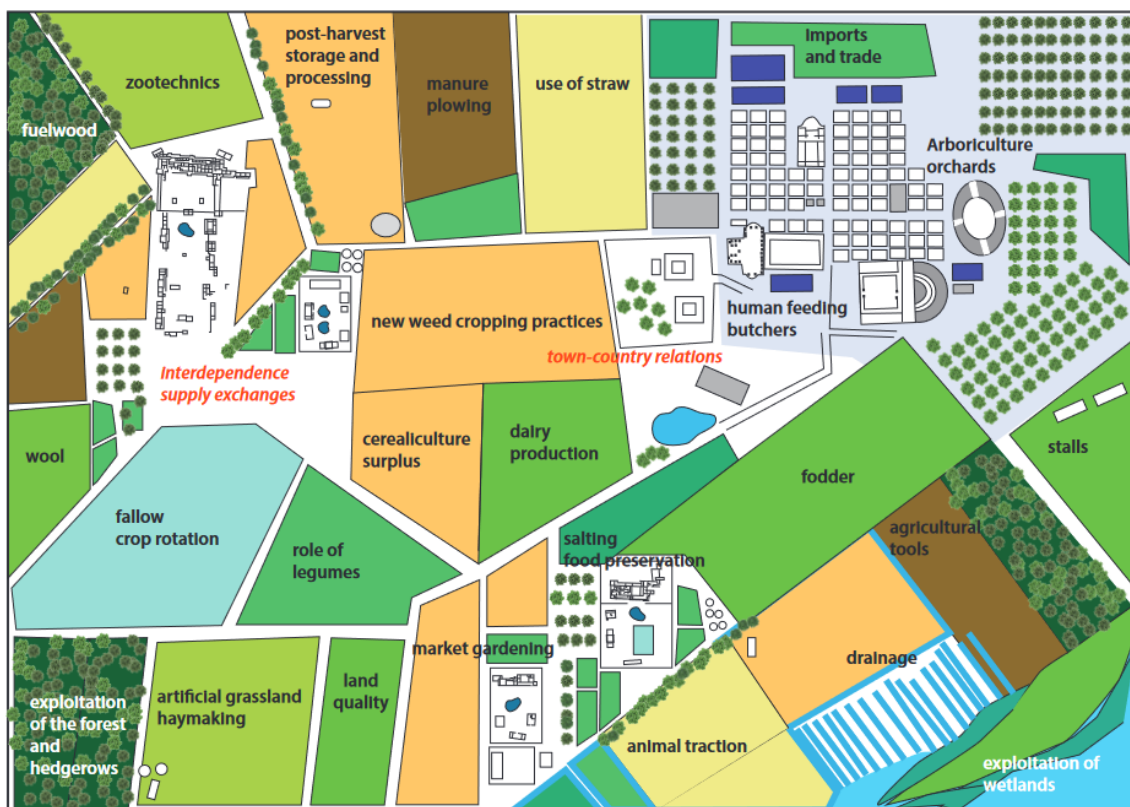 zootechnics
post-harvest
storage and
processing
manure
plowing
use of straw
Imports
and trade
fuelwood
Arboriculture
orchards
human feeding
butchers
new weed cropping practices
Interdependence
supply exchanges
town-country relations
wool
cerealiculture
surplus
dairy
production
fodder
stalls
fallow
crop rotation
role of
legumes
salting
food preservation
agricultural
tools
market gardening
drainage
exploitation
of the forest
and
hedgerows
artificial grassland
haymaking
land
quality
animal traction
exploitation of
wetlands